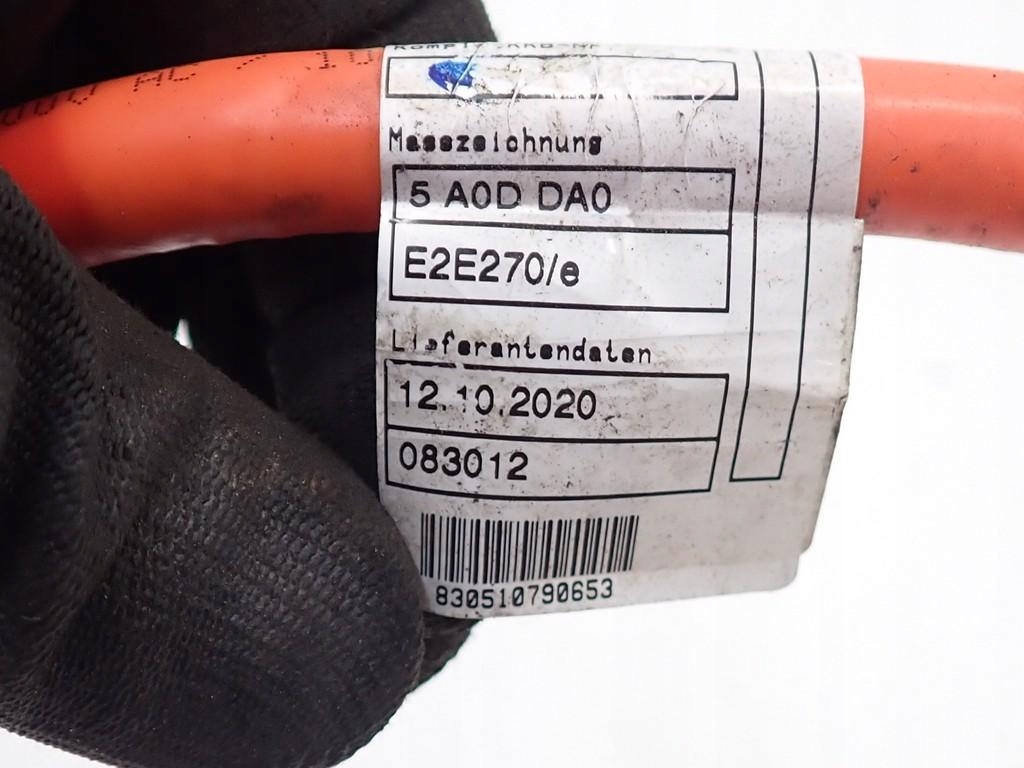 Masszeichnung
5 A0D DA0
E2E270/e
Lieferantendaten
12.10.2020
083012
830510790653